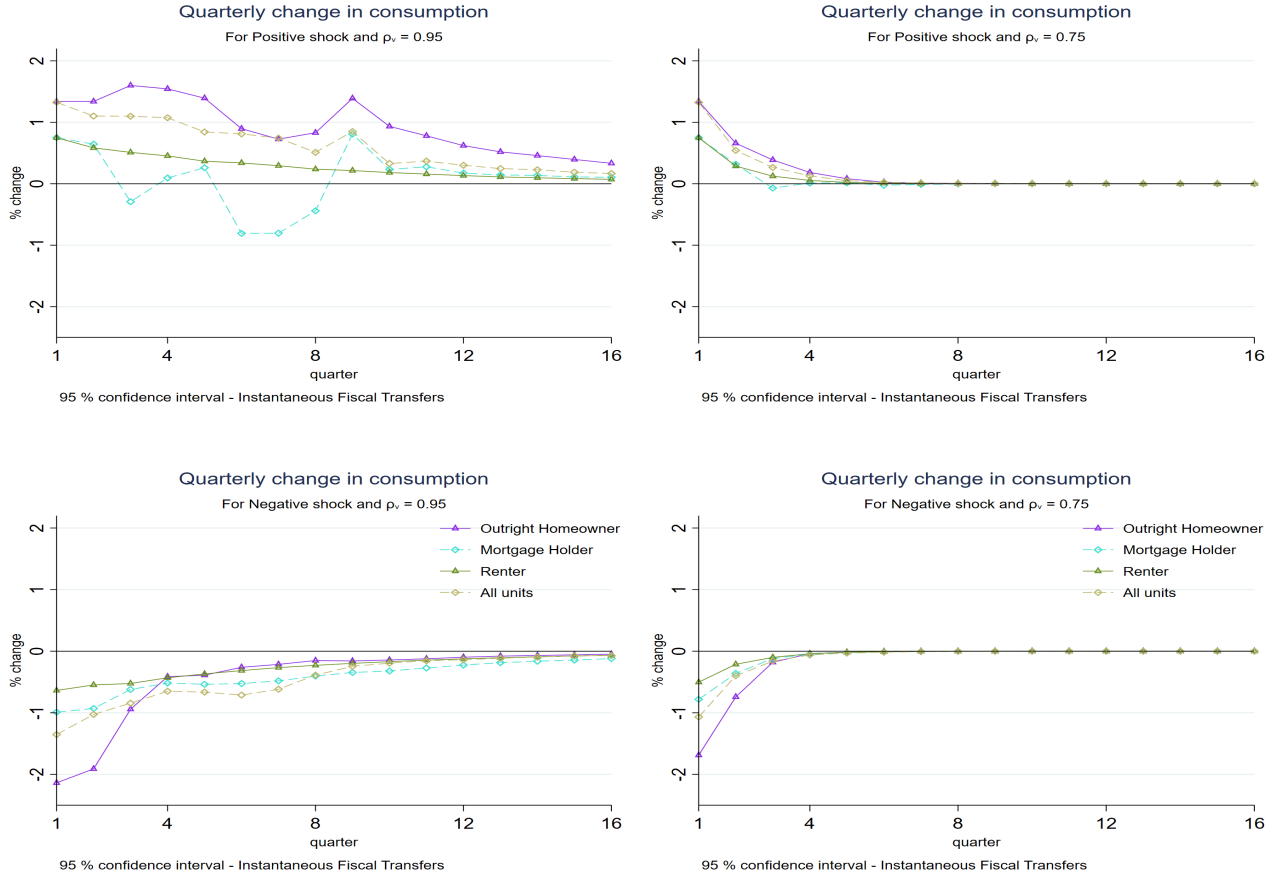 Quarterly change in consumption
For Positive shock and ρᵥ = 0.95
% change
2
1
0
-1
-2
1 4 8 12 16
quarter
95 % confidence interval - Instantaneous Fiscal Transfers
Quarterly change in consumption
For Positive shock and ρᵥ = 0.75
% change
2
1
0
-1
-2
1 4 8 12 16
quarter
95 % confidence interval - Instantaneous Fiscal Transfers
Quarterly change in consumption
For Negative shock and ρᵥ = 0.95
Outright Homeowner
Mortgage Holder
Renter
All units
% change
2
1
0
-1
-2
1 4 8 12 16
quarter
95 % confidence interval - Instantaneous Fiscal Transfers
Quarterly change in consumption
For Negative shock and ρᵥ = 0.75
Outright Homeowner
Mortgage Holder
Renter
All units
% change
2
1
0
-1
-2
1 4 8 12 16
quarter
95 % confidence interval - Instantaneous Fiscal Transfers